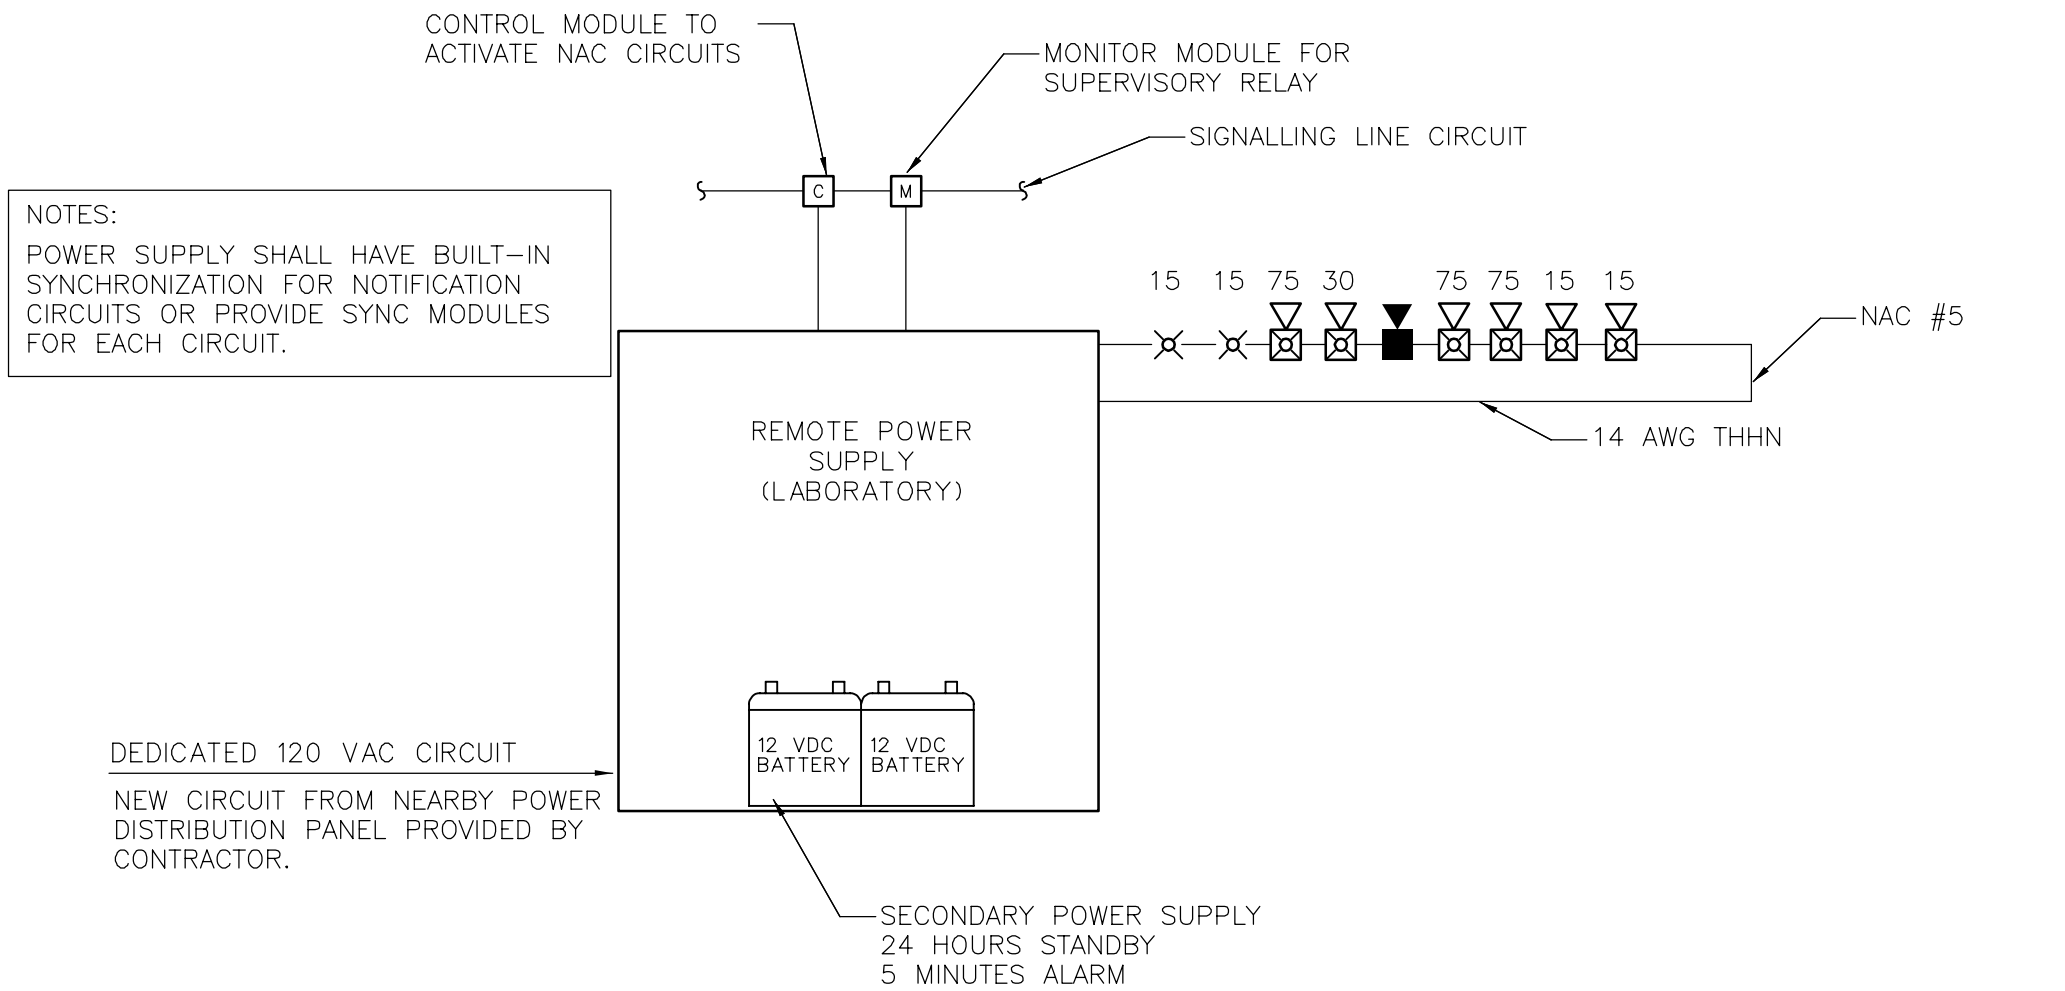 CONTROL MODULE TO
ACTIVATE NAC CIRCUITS
MONITOR MODULE FOR
SUPERVISORY RELAY
SIGNALLING LINE CIRCUIT
C
M
NOTES:
POWER SUPPLY SHALL HAVE BUILT-IN
SYNCHRONIZATION FOR NOTIFICATION
CIRCUITS OR PROVIDE SYNC MODULES
FOR EACH CIRCUIT.
15 15 75 30 75 75 15 15
NAC #5
14 AWG THHN
REMOTE POWER
SUPPLY
(LABORATORY)
12 VDC
BATTERY
12 VDC
BATTERY
DEDICATED 120 VAC CIRCUIT
NEW CIRCUIT FROM NEARBY POWER
DISTRIBUTION PANEL PROVIDED BY
CONTRACTOR.
SECONDARY POWER SUPPLY
24 HOURS STANDBY
5 MINUTES ALARM